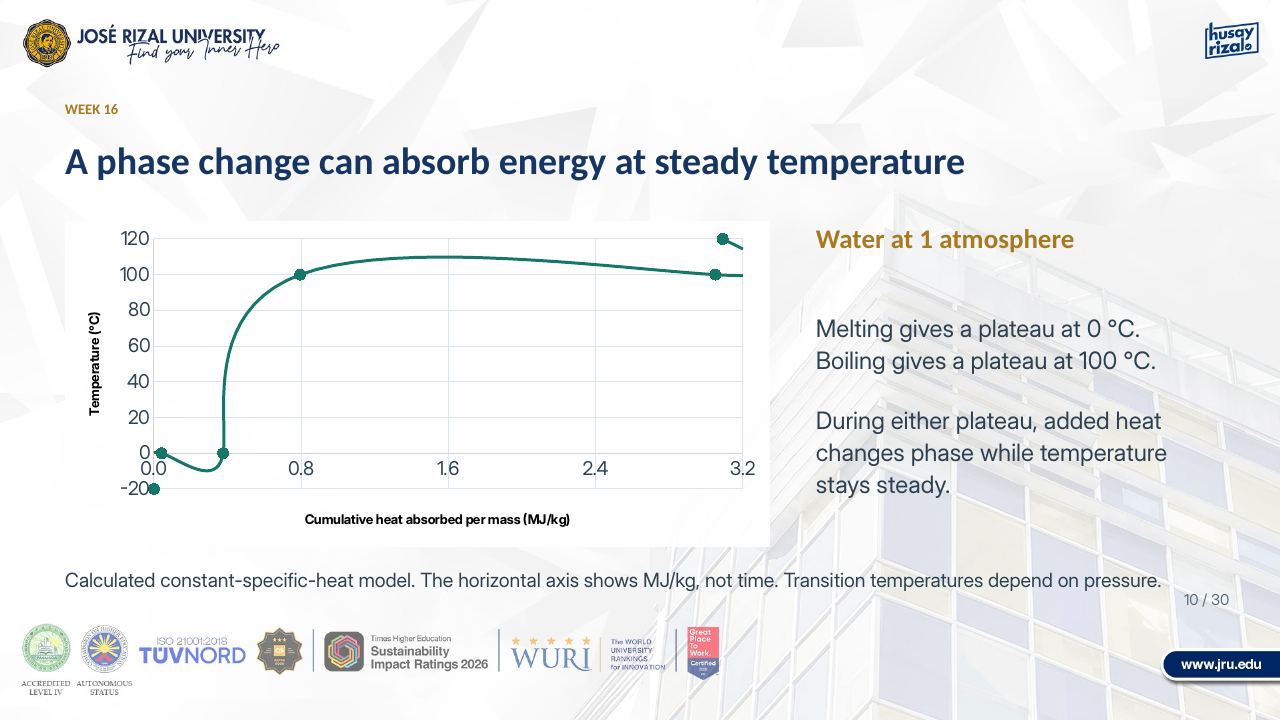 JOSÉ RIZAL UNIVERSITY
Find your Inner Hero
husay
rizal
WEEK 16
A phase change can absorb energy at steady temperature
120
100
80
60
40
20
0
-20
0.0
0.8
1.6
2.4
3.2
Temperature (°C)
Cumulative heat absorbed per mass (MJ/kg)
Water at 1 atmosphere
Melting gives a plateau at 0 °C.
Boiling gives a plateau at 100 °C.
During either plateau, added heat
changes phase while temperature
stays steady.
Calculated constant-specific-heat model. The horizontal axis shows MJ/kg, not time. Transition temperatures depend on pressure.
10 / 30
ACCREDITED
LEVEL IV
AUTONOMOUS
STATUS
ISO 21001:2018
TÜVNORD
Times Higher Education
Sustainability
Impact Ratings 2026
WURI
The WORLD
UNIVERSITY
RANKINGS
for INNOVATION
Great
Place
To
Work.
Certified
www.jru.edu